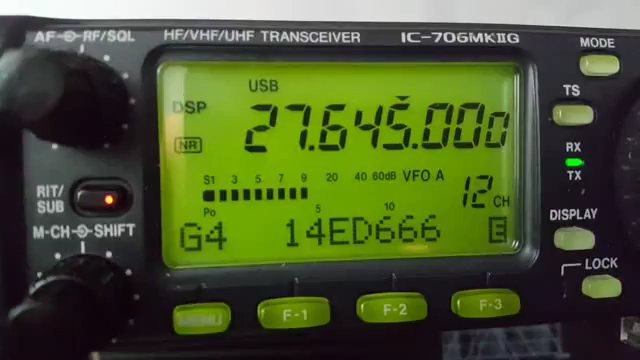 AF RF/SQL HF/VHF/UHF TRANSCEIVER IC-706MKIIG
MODE
USB
TS
DSP
27.645.000
NR
RX
TX
S1 3 5 7 9 20 40 60dB VFO A
12 CH
RIT/
SUB
Po 5 10
DISPLAY
M-CH SHIFT
G4 14ED666 E
LOCK
MENU F-1 F-2 F-3